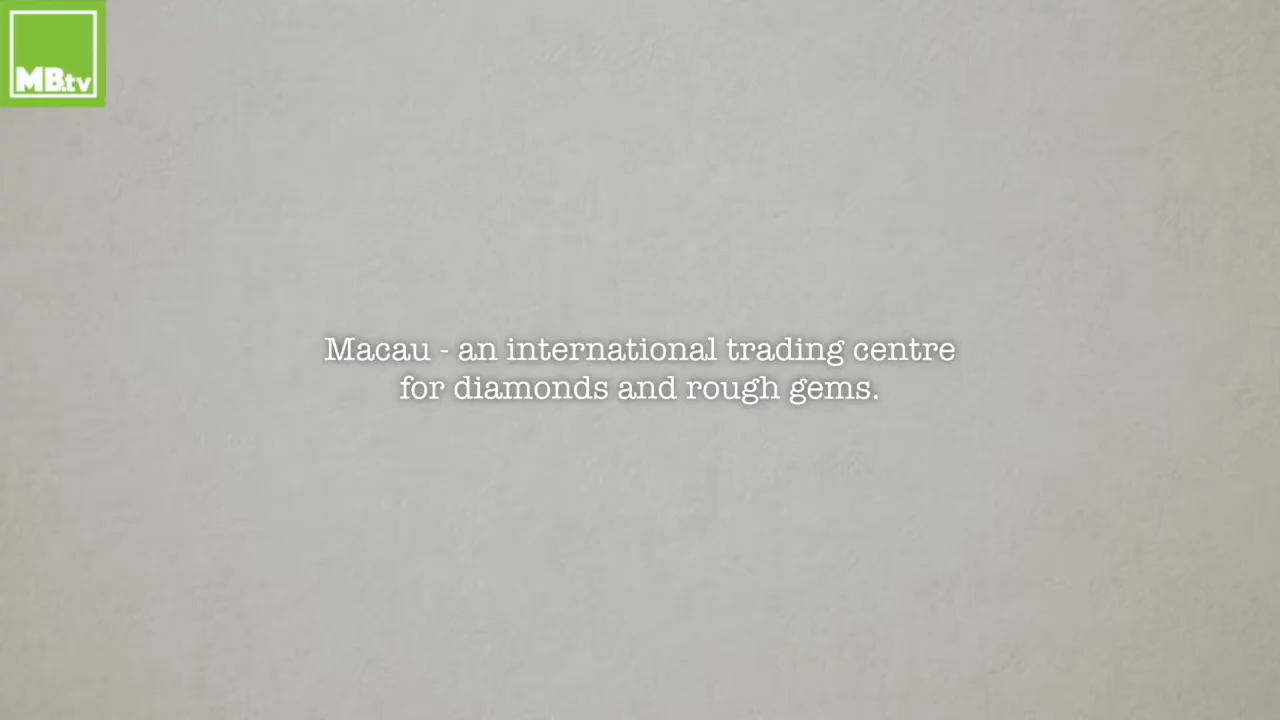 MB.tv
Macau - an international trading centre
for diamonds and rough gems.